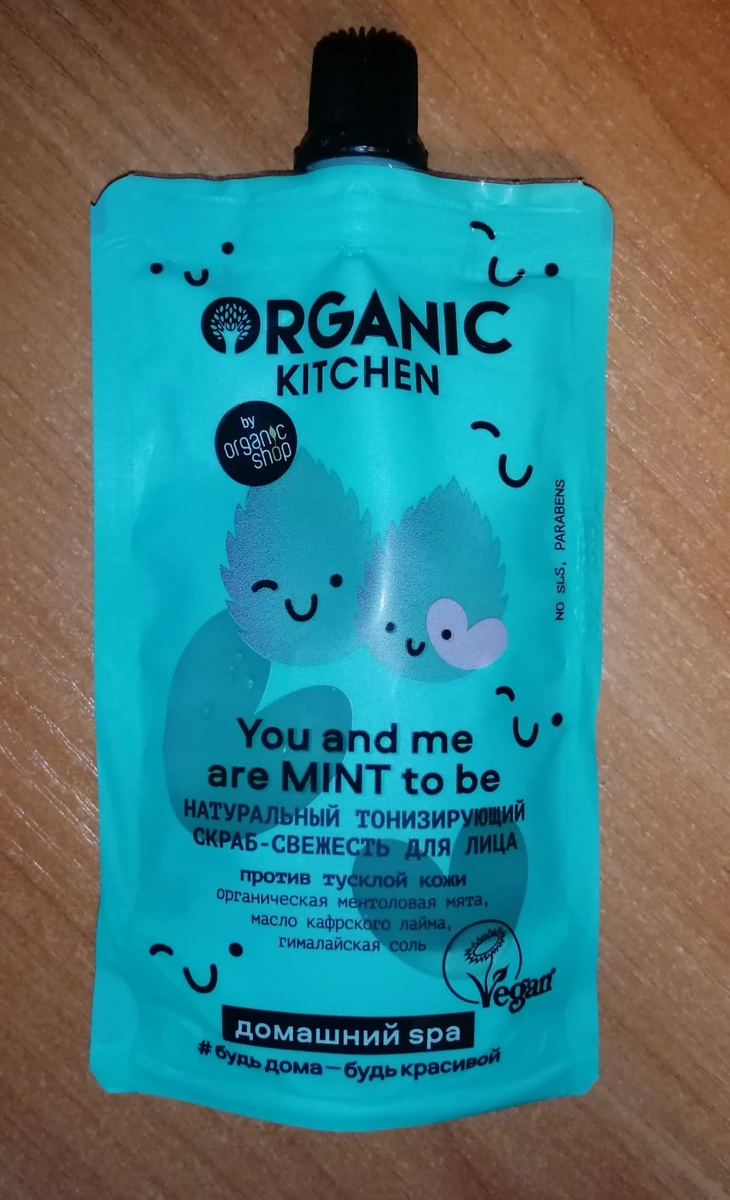 ORGANIC
KITCHEN
by
organic
shop
NO SLS, PARABENS
You and me
are MINT to be
НАТУРАЛЬНЫЙ ТОНИЗИРУЮЩИЙ
СКРАБ-СВЕЖЕСТЬ ДЛЯ ЛИЦА
против тусклой кожи
органическая ментоловая мята,
масло кафрского лайма,
гималайская соль
Vegan
домашний spa
#будь дома — будь красивой